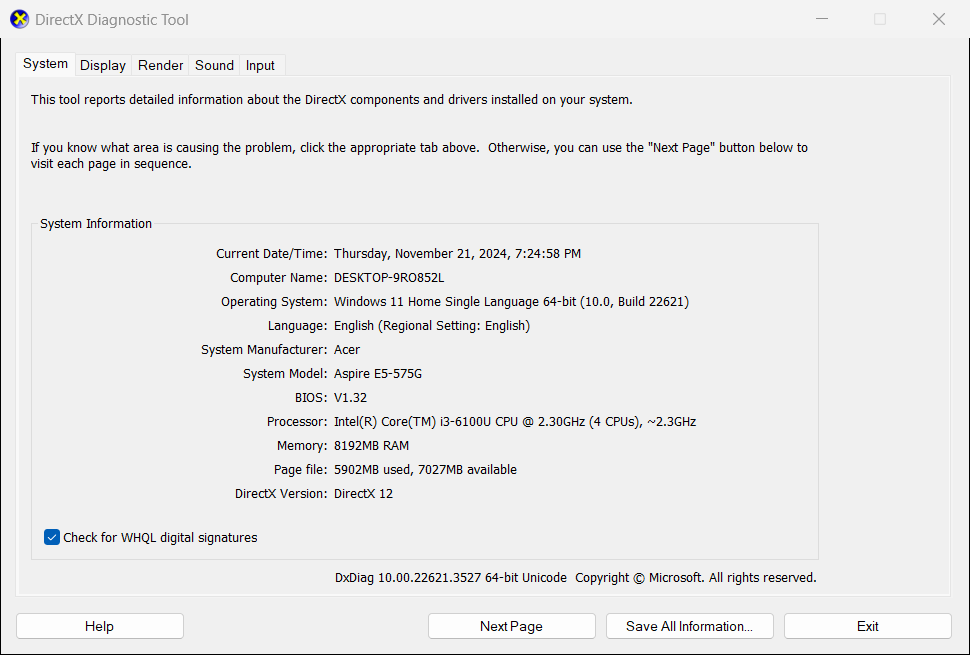 DirectX Diagnostic Tool
System Display Render Sound Input
This tool reports detailed information about the DirectX components and drivers installed on your system.
If you know what area is causing the problem, click the appropriate tab above.  Otherwise, you can use the "Next Page" button below to
visit each page in sequence.
System Information
Current Date/Time: Thursday, November 21, 2024, 7:24:58 PM
Computer Name: DESKTOP-9RO852L
Operating System: Windows 11 Home Single Language 64-bit (10.0, Build 22621)
Language: English (Regional Setting: English)
System Manufacturer: Acer
System Model: Aspire E5-575G
BIOS: V1.32
Processor: Intel(R) Core(TM) i3-6100U CPU @ 2.30GHz (4 CPUs), ~2.3GHz
Memory: 8192MB RAM
Page file: 5902MB used, 7027MB available
DirectX Version: DirectX 12
Check for WHQL digital signatures
DxDiag 10.00.22621.3527 64-bit Unicode  Copyright © Microsoft. All rights reserved.
Help Next Page Save All Information... Exit